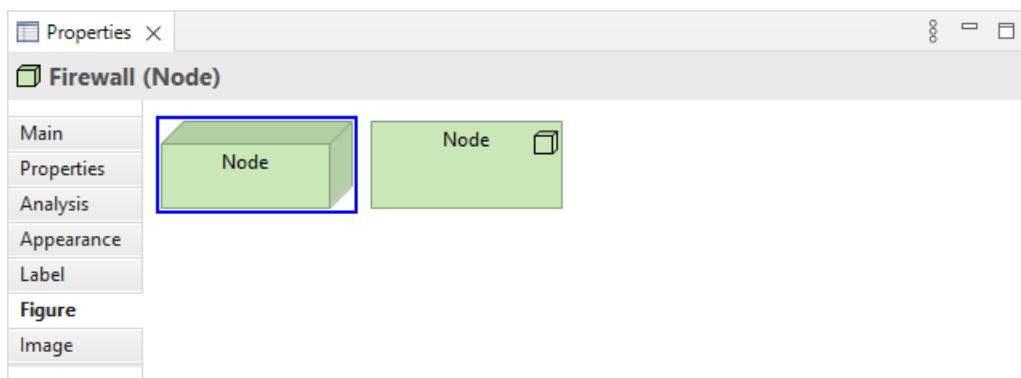 Properties
Firewall (Node)
Main
Properties
Analysis
Appearance
Label
Figure
Image
Node
Node